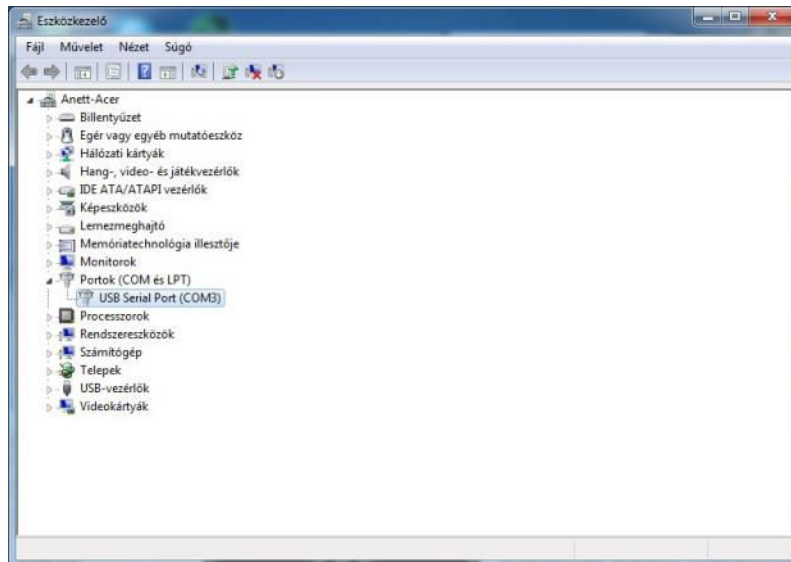 Eszközkezelő
Fájl Művelet Nézet Súgó
Anett-Acer
Billentyűzet
Egér vagy egyéb mutatóeszköz
Hálózati kártyák
Hang-, video- és játékvezérlők
IDE ATA/ATAPI vezérlők
Képeszközök
Lemezmeghajtó
Memóriatechnológia illesztője
Monitorok
Portok (COM és LPT)
USB Serial Port (COM3)
Processzorok
Rendszereszközök
Számítógép
Telepek
USB-vezérlők
Videokártyák